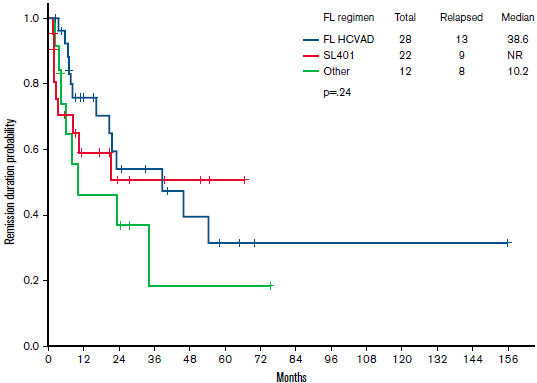 FL regimen Total Relapsed Median
FL HCVAD 28 13 38.6
SL401 22 9 NR
Other 12 8 10.2
p=.24
Remission duration probability
1.0
0.8
0.6
0.4
0.2
0.0
0 12 24 36 48 60 72 84 96 108 120 132 144 156
Months